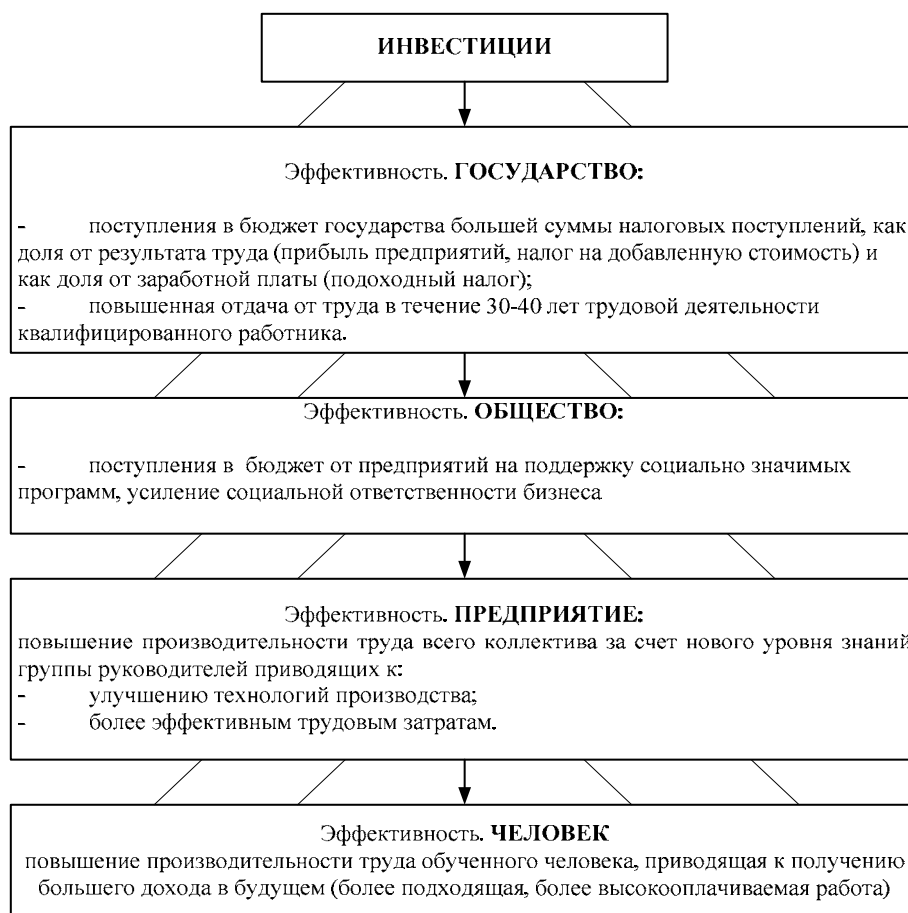 ИНВЕСТИЦИИ
Эффективность. ГОСУДАРСТВО:
- поступления в бюджет государства большей суммы налоговых поступлений, как
доля от результата труда (прибыль предприятий, налог на добавленную стоимость) и
как доля от заработной платы (подоходный налог);
- повышенная отдача от труда в течение 30-40 лет трудовой деятельности
квалифицированного работника.
Эффективность. ОБЩЕСТВО:
- поступления в бюджет от предприятий на поддержку социально значимых
программ, усиление социальной ответственности бизнеса
Эффективность. ПРЕДПРИЯТИЕ:
повышение производительности труда всего коллектива за счет нового уровня знаний
группы руководителей приводящих к:
- улучшению технологий производства;
- более эффективным трудовым затратам.
Эффективность. ЧЕЛОВЕК
повышение производительности труда обученного человека, приводящая к получению
большего дохода в будущем (более подходящая, более высокооплачиваемая работа)